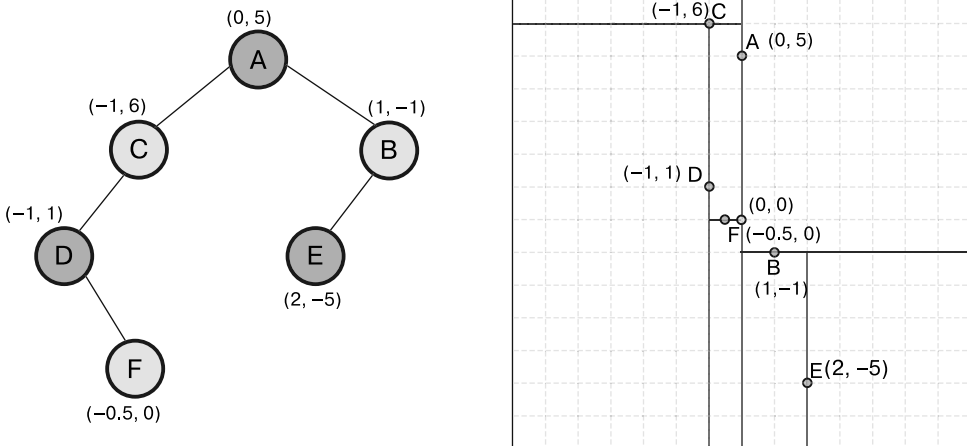 (0, 5)
A
(−1, 6)
C
(1, −1)
B
(−1, 1)
D
E
(2, −5)
F
(−0.5, 0)
(−1, 6) C
A (0, 5)
(−1, 1) D
(0, 0)
F (−0.5, 0)
B
(1,−1)
E(2, −5)